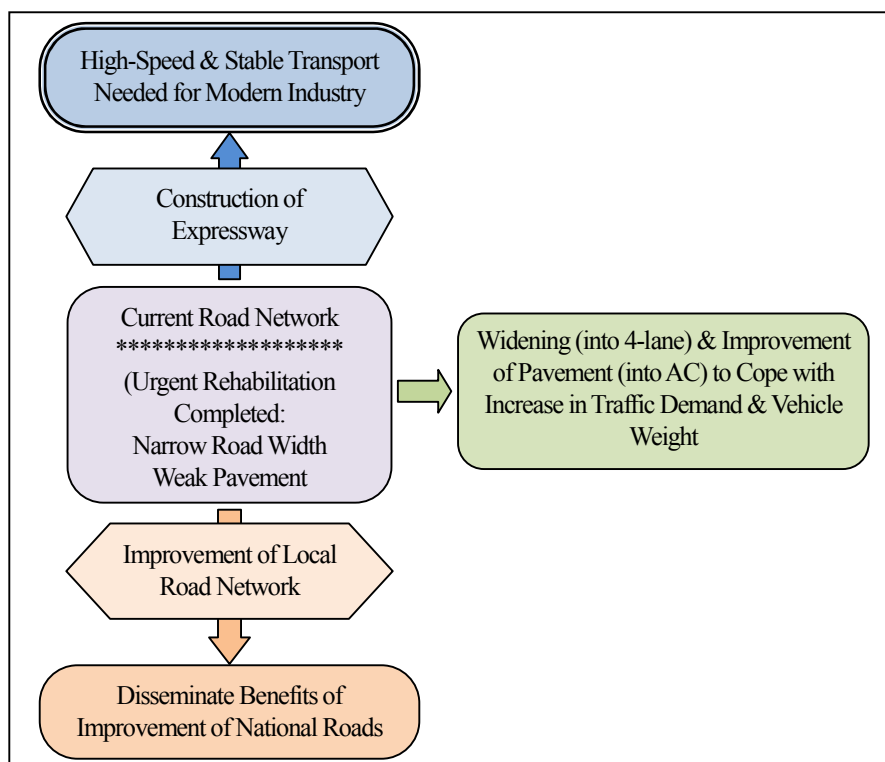 High-Speed & Stable Transport
Needed for Modern Industry
Construction of
Expressway
Current Road Network
*******************
(Urgent Rehabilitation
Completed:
Narrow Road Width
Weak Pavement
Widening (into 4-lane) & Improvement
of Pavement (into AC) to Cope with
Increase in Traffic Demand & Vehicle
Weight
Improvement of Local
Road Network
Disseminate Benefits of
Improvement of National Roads